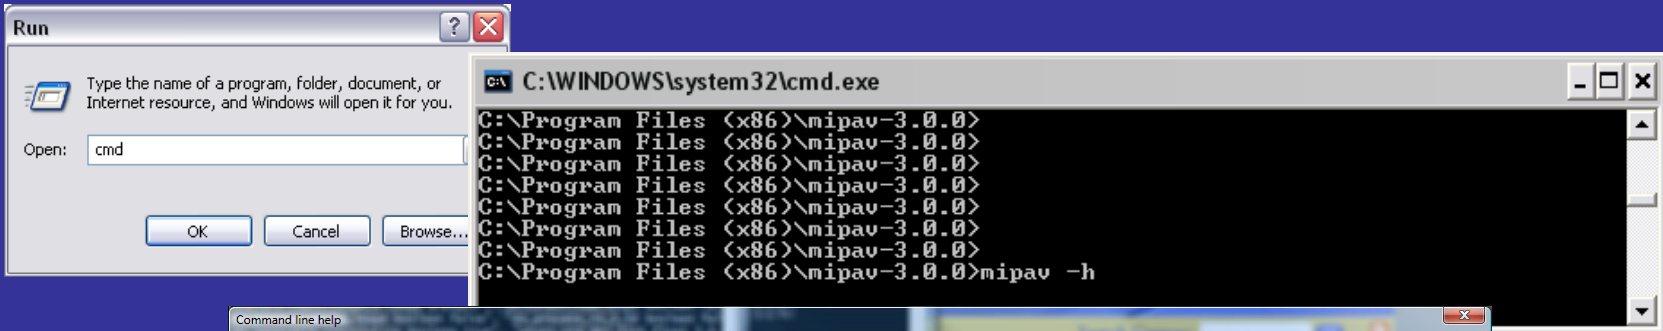 Run
Type the name of a program, folder, document, or
Internet resource, and Windows will open it for you.
Open: cmd
OK Cancel Browse...
C:\WINDOWS\system32\cmd.exe
C:\Program Files (x86)\mipav-3.0.0>
C:\Program Files (x86)\mipav-3.0.0>
C:\Program Files (x86)\mipav-3.0.0>
C:\Program Files (x86)\mipav-3.0.0>
C:\Program Files (x86)\mipav-3.0.0>
C:\Program Files (x86)\mipav-3.0.0>
C:\Program Files (x86)\mipav-3.0.0>
C:\Program Files (x86)\mipav-3.0.0>mipav -h
Command line help